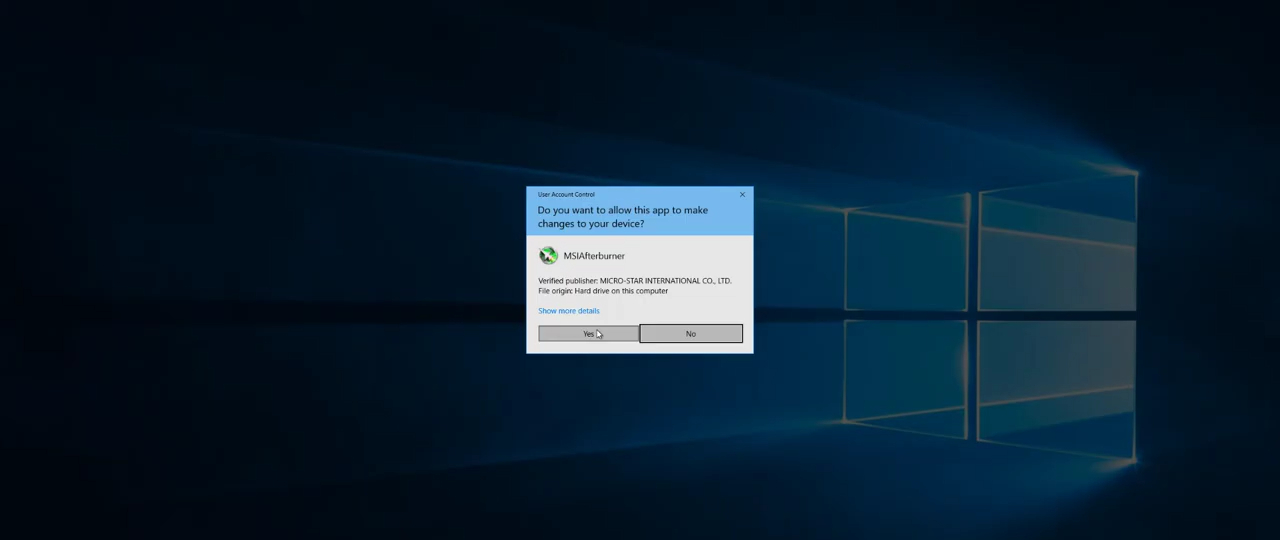 User Account Control
Do you want to allow this app to make
changes to your device?
MSIAfterburner
Verified publisher: MICRO-STAR INTERNATIONAL CO., LTD.
File origin: Hard drive on this computer
Show more details
Yes
No